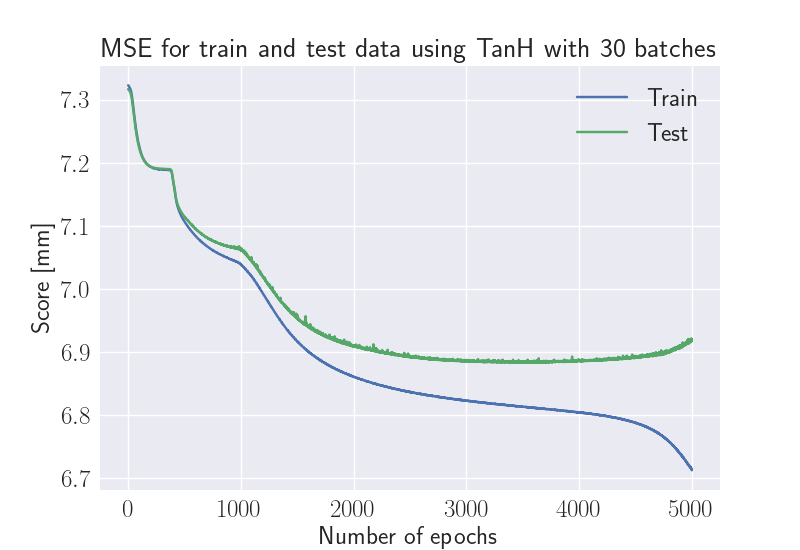 MSE for train and test data using TanH with 30 batches
Train
Test
7.3
7.2
7.1
7.0
6.9
6.8
6.7
Score [mm]
0 1000 2000 3000 4000 5000
Number of epochs